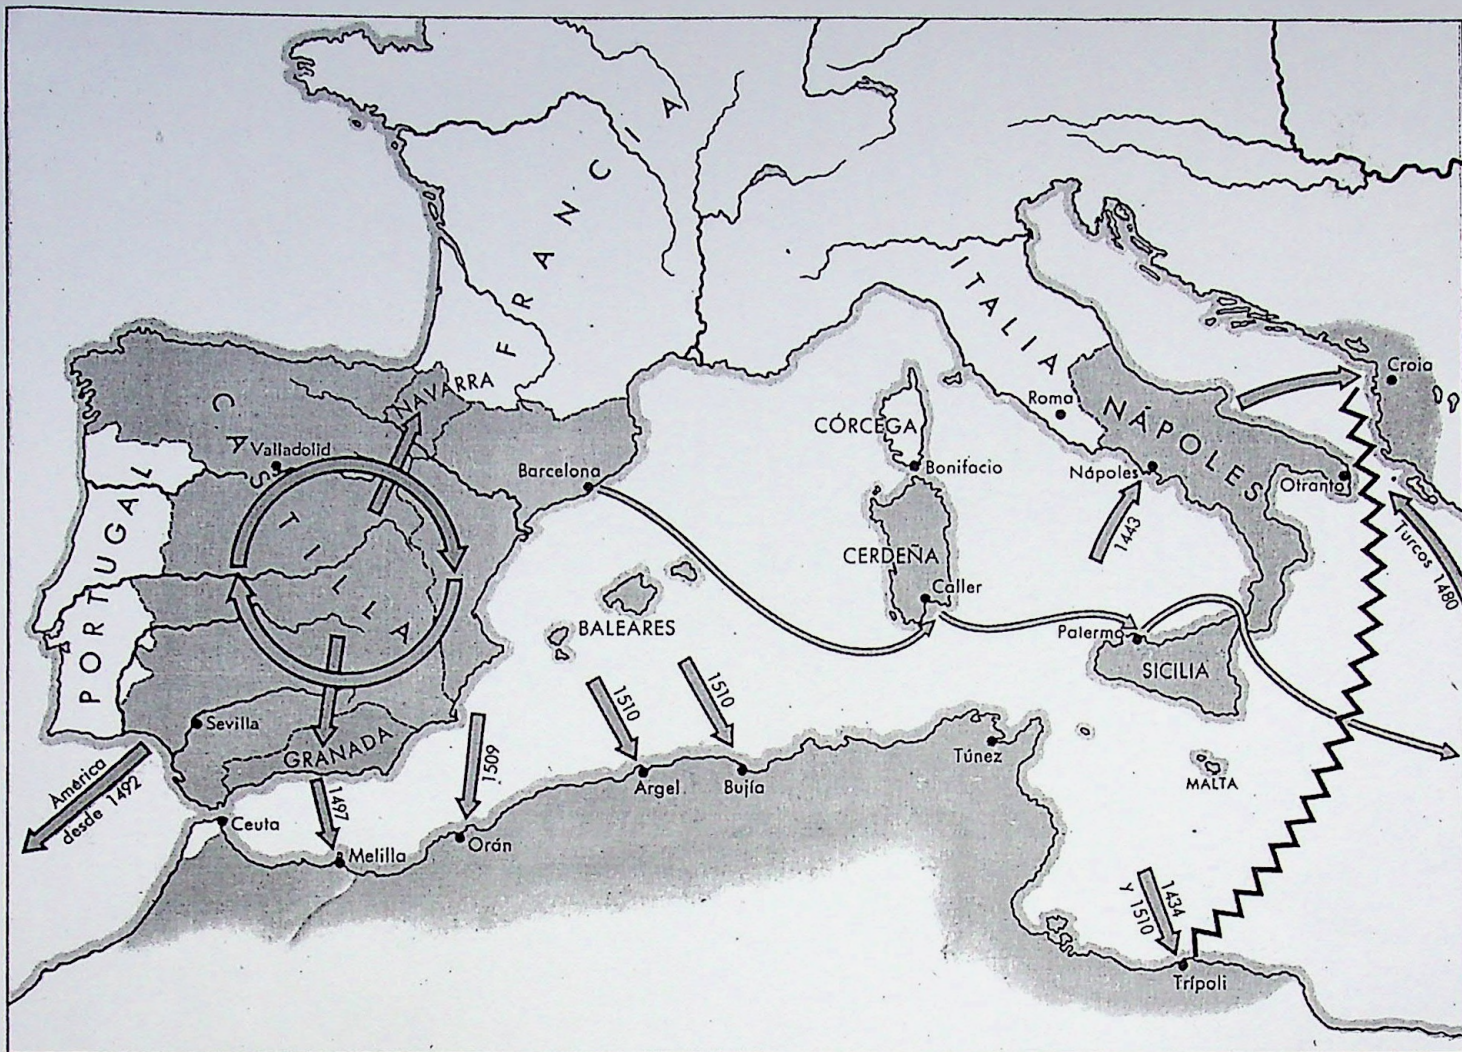 FRANCIA
ITALIA
Croia
NAVARRA
CÓRCEGA
Roma
NÁPOLES
CASTILLA
Valladolid
Barcelona
Bonifacio
Nápoles
Otranto
PORTUGAL
1443
Turcos 1480
CERDEÑA
Caller
BALEARES
Palermo
SICILIA
1510
1510
Sevilla
GRANADA
1509
Túnez
América
desde 1492
Argel
Bujía
MALTA
Ceuta
1497
Melilla
Orán
1434
Y 1510
Trípoli